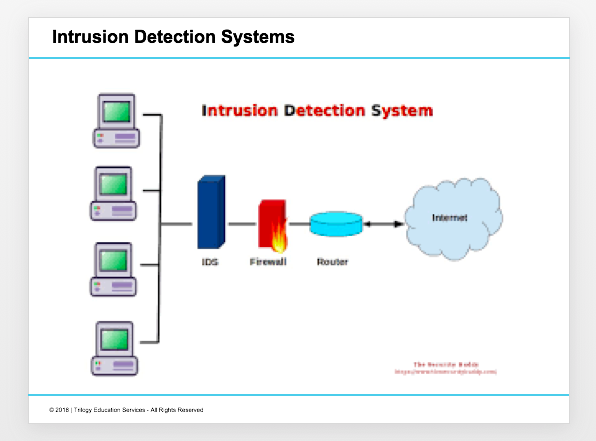 Intrusion Detection Systems
Intrusion Detection System
Internet
IDS
Firewall
Router
The Security Buddy
© 2018 | Trilogy Education Services - All Rights Reserved